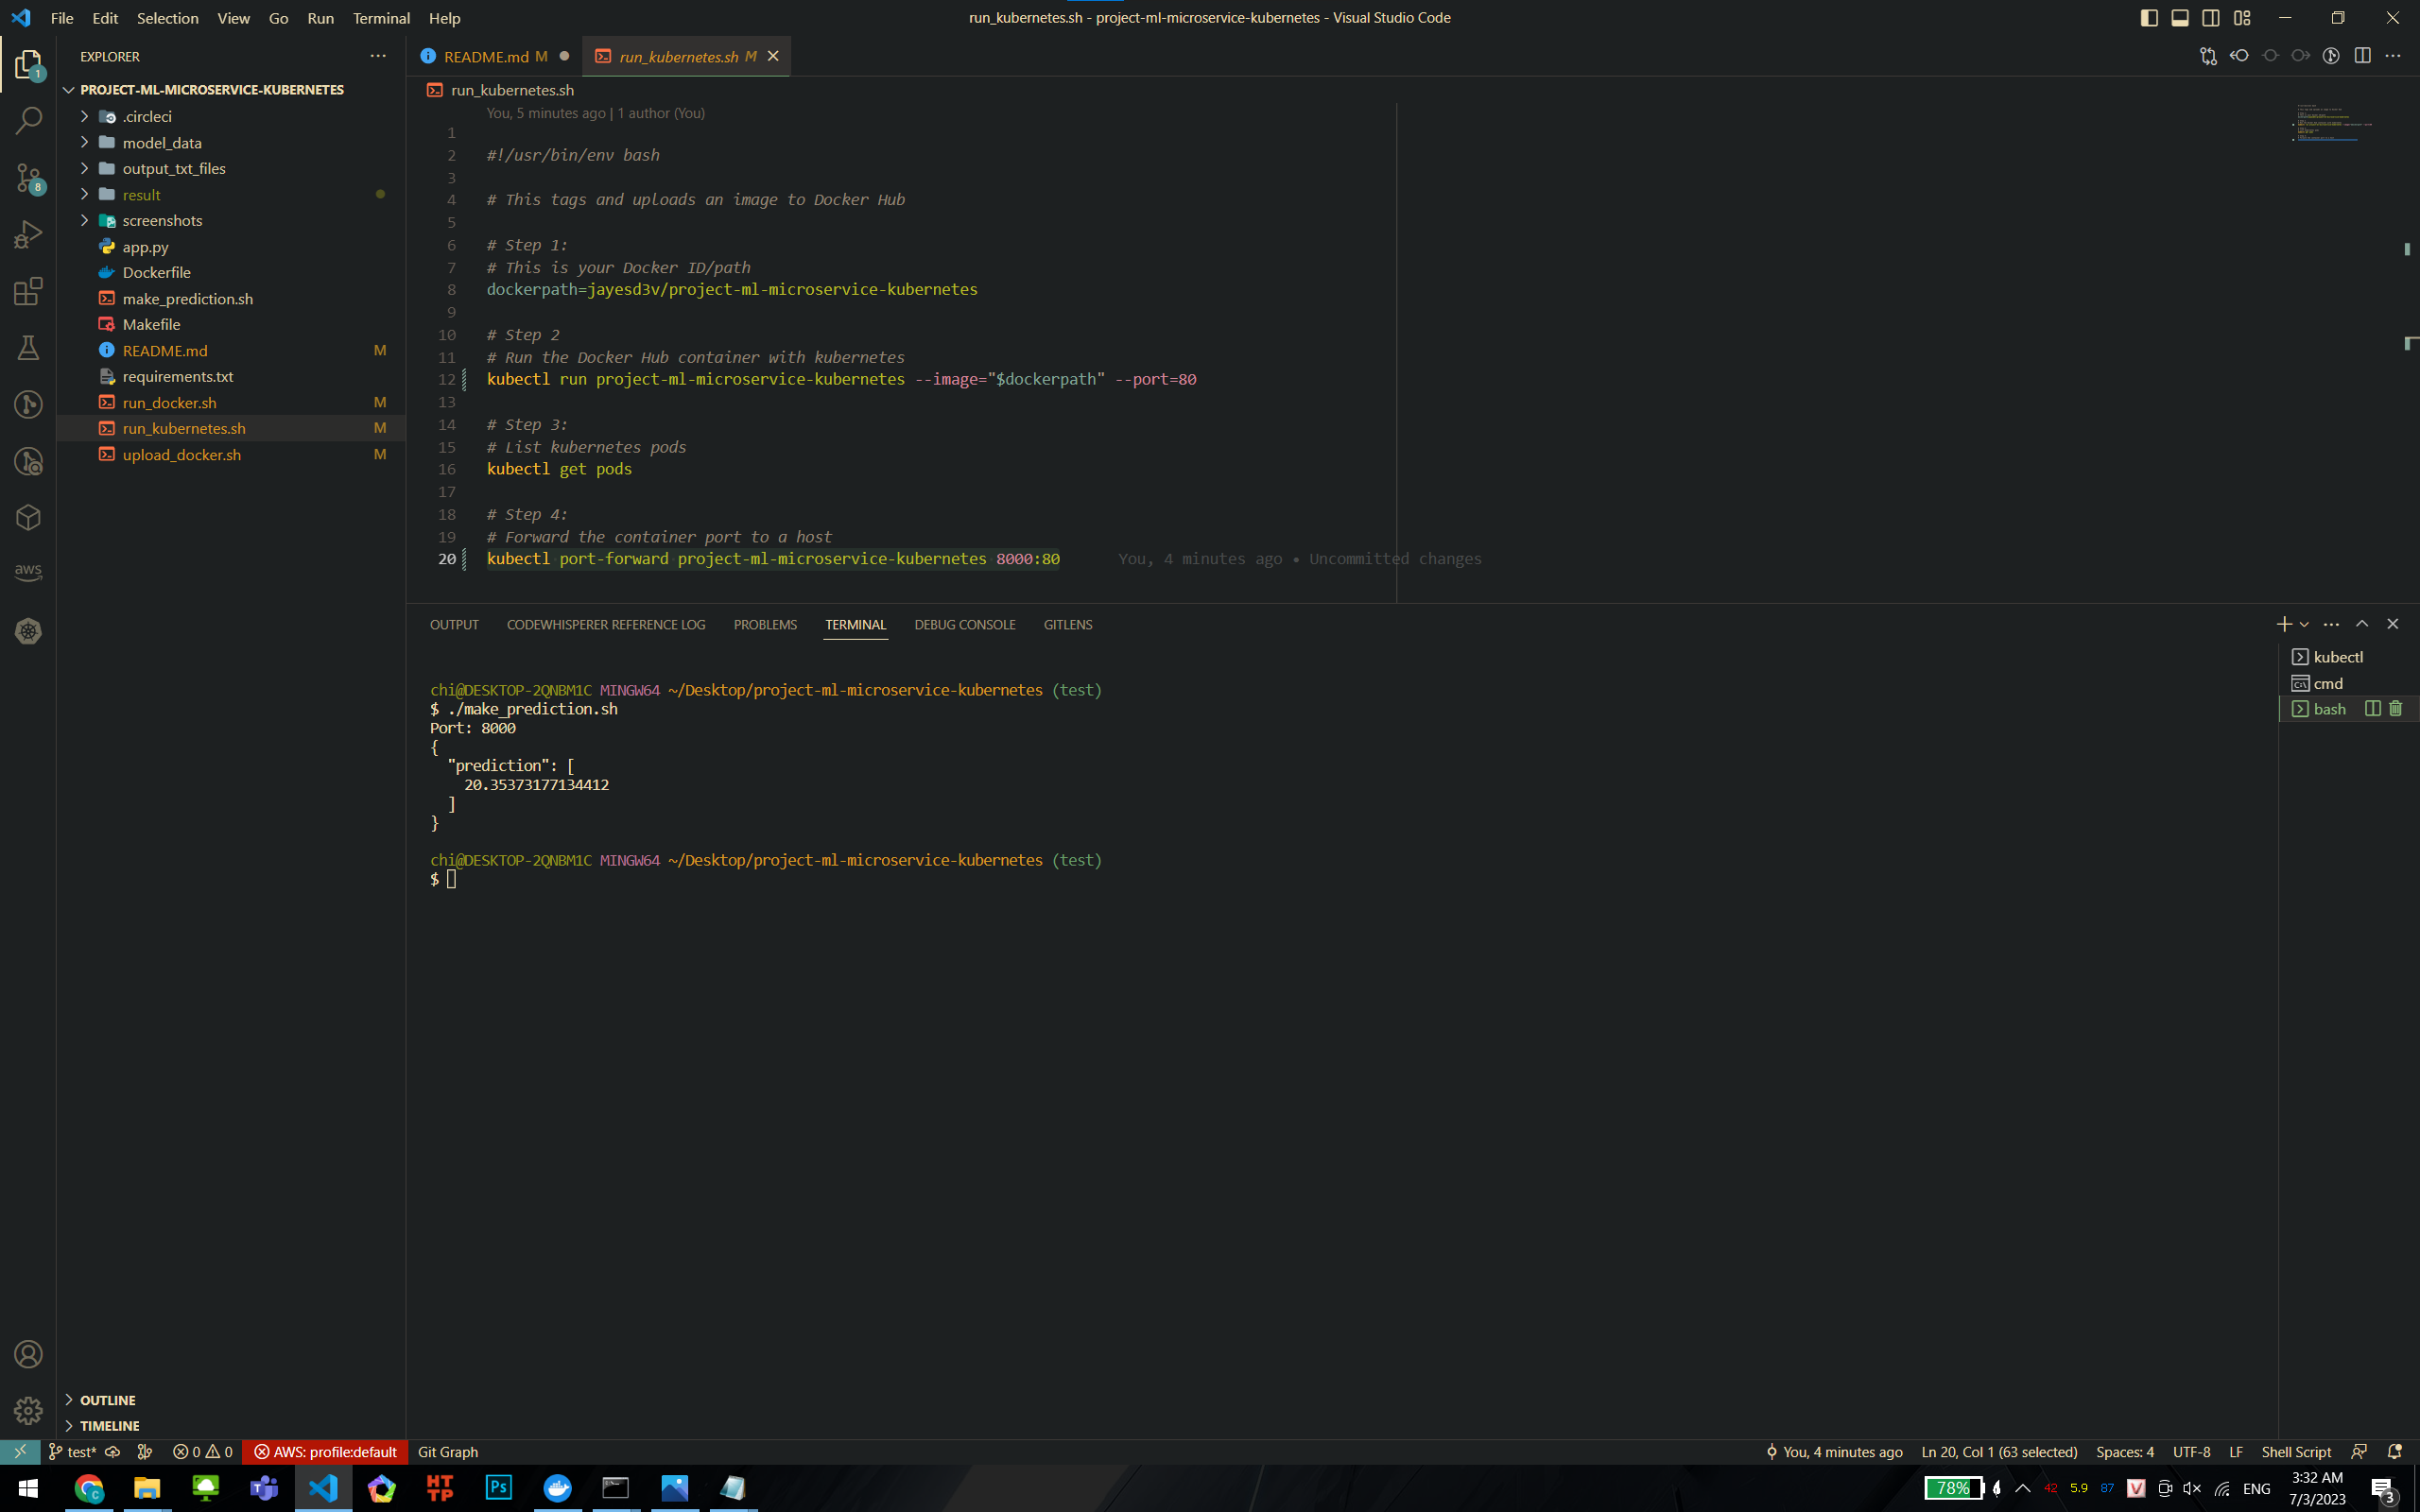 File Edit Selection View Go Run Terminal Help
run_kubernetes.sh - project-ml-microservice-kubernetes - Visual Studio Code
EXPLORER
README.md M
run_kubernetes.sh M
PROJECT-ML-MICROSERVICE-KUBERNETES
.circleci
model_data
output_txt_files
result
screenshots
app.py
Dockerfile
make_prediction.sh
Makefile
README.md M
requirements.txt
run_docker.sh M
run_kubernetes.sh M
upload_docker.sh M
1
8
aws
run_kubernetes.sh
You, 5 minutes ago | 1 author (You)
1
2 #!/usr/bin/env bash
3
4 # This tags and uploads an image to Docker Hub
5
6 # Step 1:
7 # This is your Docker ID/path
8 dockerpath=jayesd3v/project-ml-microservice-kubernetes
9
10 # Step 2
11 # Run the Docker Hub container with kubernetes
12 kubectl run project-ml-microservice-kubernetes --image="$dockerpath" --port=80
13
14 # Step 3:
15 # List kubernetes pods
16 kubectl get pods
17
18 # Step 4:
19 # Forward the container port to a host
20 kubectl port-forward project-ml-microservice-kubernetes 8000:80 You, 4 minutes ago • Uncommitted changes
OUTPUT CODEWHISPERER REFERENCE LOG PROBLEMS TERMINAL DEBUG CONSOLE GITLENS
kubectl
cmd
bash
chi@DESKTOP-2QNBM1C MINGW64 ~/Desktop/project-ml-microservice-kubernetes (test)
$ ./make_prediction.sh
Port: 8000
{
"prediction": [
20.35373177134412
]
}
chi@DESKTOP-2QNBM1C MINGW64 ~/Desktop/project-ml-microservice-kubernetes (test)
$
OUTLINE
TIMELINE
test* 0 0 AWS: profile:default Git Graph
You, 4 minutes ago Ln 20, Col 1 (63 selected) Spaces: 4 UTF-8 LF Shell Script
HTTP
Ps
78% 42 5.9 87 V ENG
3:32 AM
7/3/2023
3